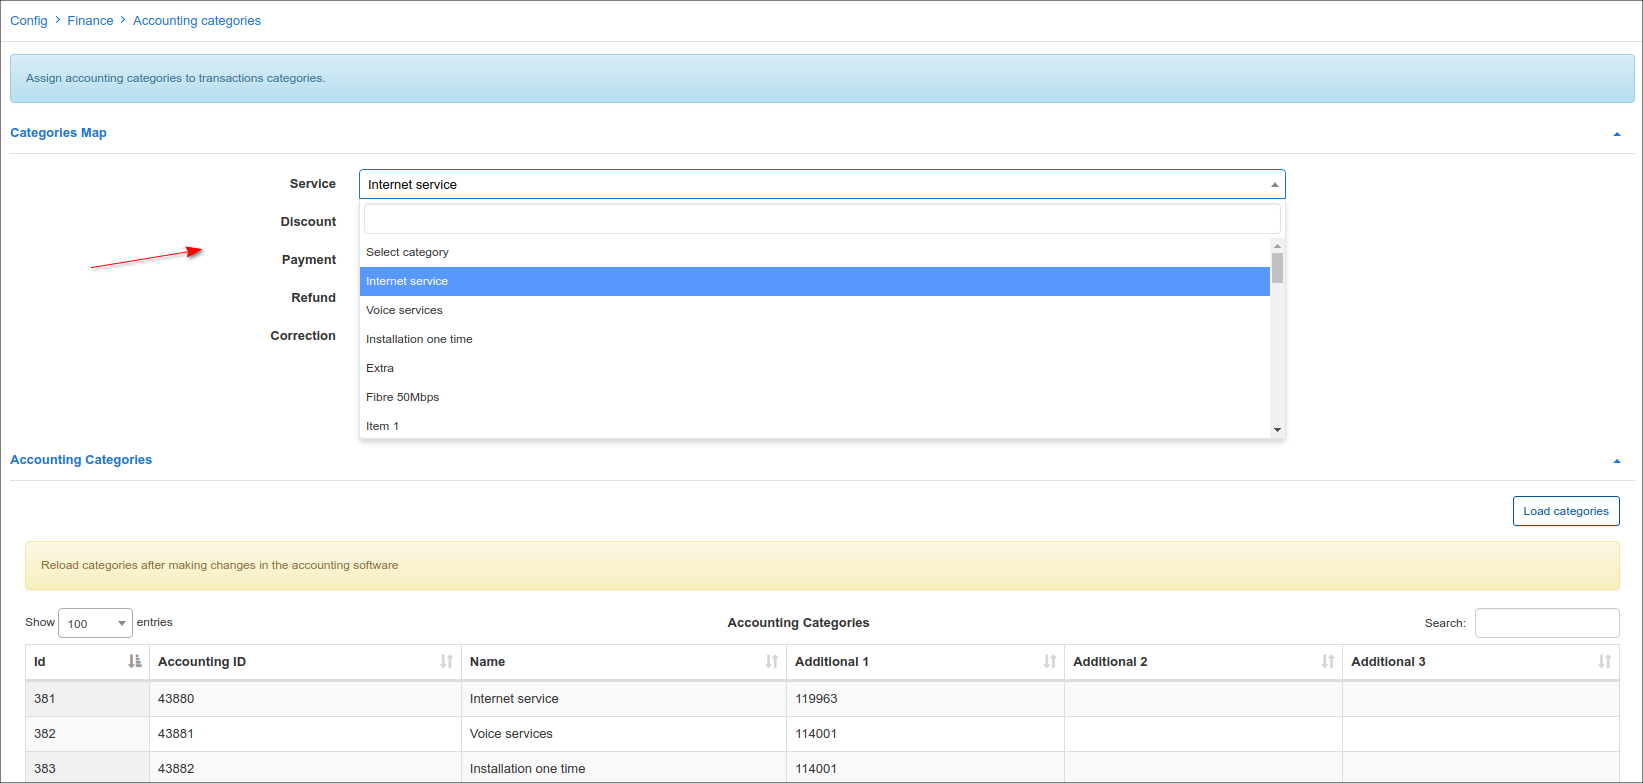 Config > Finance > Accounting categories
Assign accounting categories to transactions categories.
Categories Map
Service
Internet service
Discount
Select category
Payment
Internet service
Refund
Voice services
Correction
Installation one time
Extra
Fibre 50Mbps
Item 1
Accounting Categories
Load categories
Reload categories after making changes in the accounting software
Show 100 entries
Accounting Categories
Search:
Id Accounting ID Name Additional 1 Additional 2 Additional 3
381 43880 Internet service 119963
382 43881 Voice services 114001
383 43882 Installation one time 114001